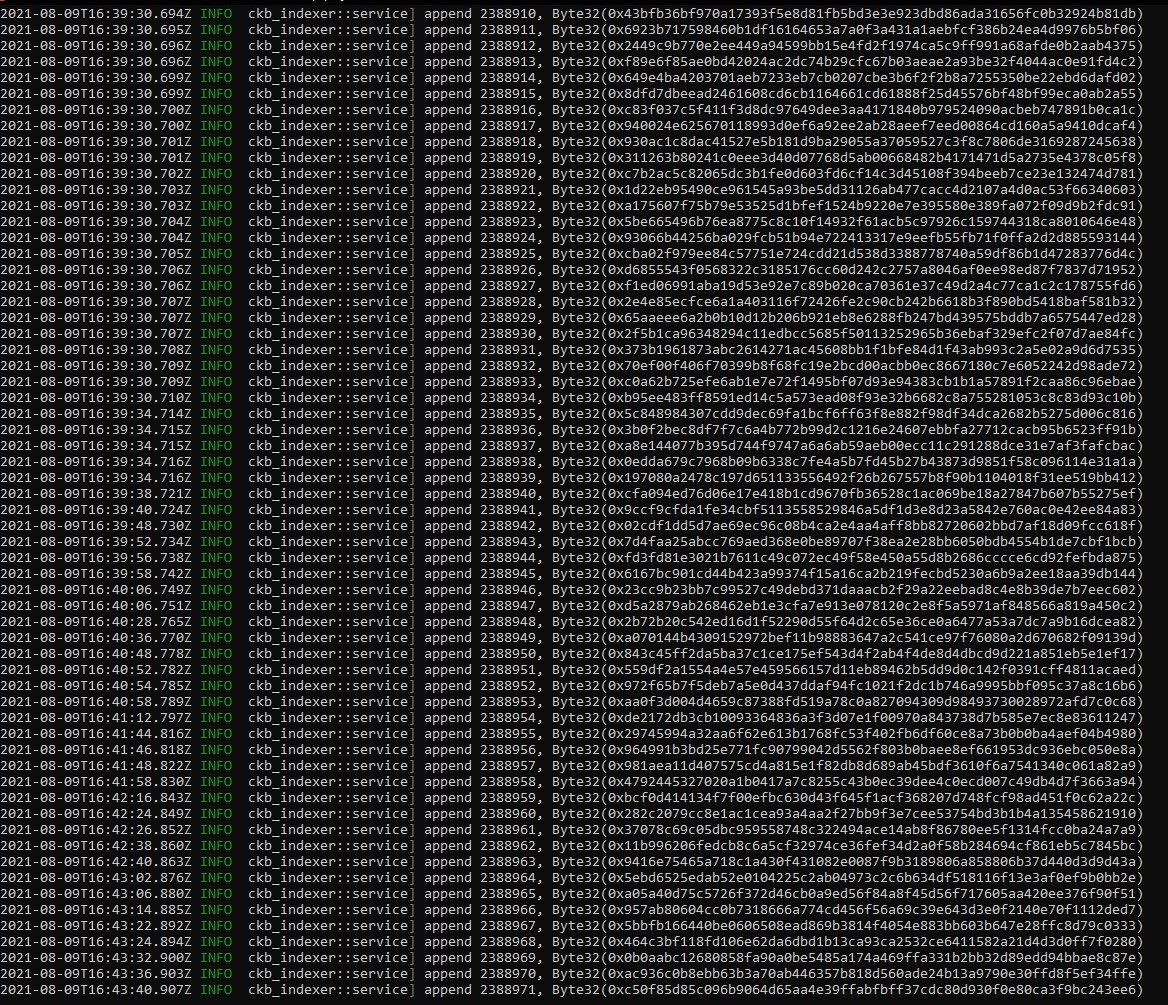 2021-08-09T16:39:30.694Z INFO ckb_indexer::service] append 2388910, Byte32(0x43bfb36bf970a17393f5e8d81fb5bd3e3e923dbd86ada31656fc0b32924b81db)
2021-08-09T16:39:30.695Z INFO ckb_indexer::service] append 2388911, Byte32(0x6923b717598460b1df16164653a7a0f3a431a1aebfcf386b24ea4d9976b5bf06)
2021-08-09T16:39:30.696Z INFO ckb_indexer::service] append 2388912, Byte32(0x2449c9b770e2ee449a94599bb15e4fd2f1974ca5c9ff991a68afde0b2aab4375)
2021-08-09T16:39:30.696Z INFO ckb_indexer::service] append 2388913, Byte32(0xf89e6f85ae0bd42024ac2dc74b29cfc67b03aeae2a93be32f4044ac0e91fd4c2)
2021-08-09T16:39:30.699Z INFO ckb_indexer::service] append 2388914, Byte32(0x649e4ba4203701aeb7233eb7cb0207cbe3b6f2f2b8a7255350be22ebd6dafd02)
2021-08-09T16:39:30.699Z INFO ckb_indexer::service] append 2388915, Byte32(0x8dfd7dbeead2461608cd6cb1164661cd61888f25d45576bf48bf99eca0ab2a55)
2021-08-09T16:39:30.700Z INFO ckb_indexer::service] append 2388916, Byte32(0xc83f037c5f411f3d8dc97649dee3aa4171840b979524090acbeb747891b0ca1c)
2021-08-09T16:39:30.700Z INFO ckb_indexer::service] append 2388917, Byte32(0x940024e625670118993d0ef6a92ee2ab28aeef7eed00864cd160a5a9410dcaf4)
2021-08-09T16:39:30.701Z INFO ckb_indexer::service] append 2388918, Byte32(0x930ac1c8dac41527e5b181d9ba29055a37059527c3f8c7806de3169287245638)
2021-08-09T16:39:30.701Z INFO ckb_indexer::service] append 2388919, Byte32(0x311263b80241c0eee3d40d07768d5ab00668482b4171471d5a2735e4378c05f8)
2021-08-09T16:39:30.702Z INFO ckb_indexer::service] append 2388920, Byte32(0xc7b2ac5c82065dc3b1fe0d603fd6cf14c3d45108f394beeb7ce23e132474d781)
2021-08-09T16:39:30.703Z INFO ckb_indexer::service] append 2388921, Byte32(0x1d22eb95490ce961545a93be5dd31126ab477cacc4d2107a4d0ac53f66340603)
2021-08-09T16:39:30.703Z INFO ckb_indexer::service] append 2388922, Byte32(0xa175607f75b79e53525d1bfef1524b9220e7e395580e389fa072f09d9b2fdc91)
2021-08-09T16:39:30.704Z INFO ckb_indexer::service] append 2388923, Byte32(0x5be665496b76ea8775c8c10f14932f61acb5c97926c159744318ca8010646e48)
2021-08-09T16:39:30.704Z INFO ckb_indexer::service] append 2388924, Byte32(0x93066b44256ba029fcb51b94e722413317e9eefb55fb71f0ffa2d2d885593144)
2021-08-09T16:39:30.705Z INFO ckb_indexer::service] append 2388925, Byte32(0xcba02f979ee84c57751e724cdd21d538d3388778740a59df86b1d47283776d4c)
2021-08-09T16:39:30.706Z INFO ckb_indexer::service] append 2388926, Byte32(0xd6855543f0568322c3185176cc60d242c2757a8046af0ee98ed87f7837d71952)
2021-08-09T16:39:30.706Z INFO ckb_indexer::service] append 2388927, Byte32(0xf1ed06991aba19d53e92e7c89b020ca70361e37c49d2a4c77ca1c2c178755fd6)
2021-08-09T16:39:30.707Z INFO ckb_indexer::service] append 2388928, Byte32(0x2e4e85ecfce6a1a403116f72426fe2c90cb242b6618b3f890bd5418baf581b32)
2021-08-09T16:39:30.707Z INFO ckb_indexer::service] append 2388929, Byte32(0x65aaeee6a2b0b10d12b206b921eb8e6288fb247bd439575bddb7a6575447ed28)
2021-08-09T16:39:30.707Z INFO ckb_indexer::service] append 2388930, Byte32(0x2f5b1ca96348294c11edbcc5685f50113252965b36ebaf329efc2f07d7ae84fc)
2021-08-09T16:39:30.708Z INFO ckb_indexer::service] append 2388931, Byte32(0x373b1961873abc2614271ac45608bb1f1bfe84d1f43ab993c2a5e02a9d6d7535)
2021-08-09T16:39:30.709Z INFO ckb_indexer::service] append 2388932, Byte32(0x70ef00f406f70399b8f68fc19e2bcd00acbb0ec8667180c7e6052242d98ade72)
2021-08-09T16:39:30.709Z INFO ckb_indexer::service] append 2388933, Byte32(0xc0a62b725efe6ab1e7e72f1495bf07d93e94383cb1b1a57891f2caa86c96ebae)
2021-08-09T16:39:30.710Z INFO ckb_indexer::service] append 2388934, Byte32(0xb95ee483ff8591ed14c5a573ead08f93e32b6682c8a755281053c8c83d93c10b)
2021-08-09T16:39:34.714Z INFO ckb_indexer::service] append 2388935, Byte32(0x5c848984307cdd9dec69fa1bcf6ff63f8e882f98df34dca2682b5275d006c816)
2021-08-09T16:39:34.715Z INFO ckb_indexer::service] append 2388936, Byte32(0x3b0f2bec8df7f7c6a4b772b99d2c1216e24607ebbfa27712cacb95b6523ff91b)
2021-08-09T16:39:34.715Z INFO ckb_indexer::service] append 2388937, Byte32(0xa8e144077b395d744f9747a6a6ab59aeb00ecc11c291288dce31e7af3fafcbac)
2021-08-09T16:39:34.716Z INFO ckb_indexer::service] append 2388938, Byte32(0x0edda679c7968b09b6338c7fe4a5b7fd45b27b43873d9851f58c096114e31a1a)
2021-08-09T16:39:34.716Z INFO ckb_indexer::service] append 2388939, Byte32(0x197080a2478c197d651133556492f26b267557b8f90b1104018f31ee519bb412)
2021-08-09T16:39:38.721Z INFO ckb_indexer::service] append 2388940, Byte32(0xcfa094ed76d06e17e418b1cd9670fb36528c1ac069be18a27847b607b55275ef)
2021-08-09T16:39:40.724Z INFO ckb_indexer::service] append 2388941, Byte32(0x9ccf9cfda1fe34cbf5113558529846a5df1d3e8d23a5842e760ac0e42ee84a83)
2021-08-09T16:39:48.730Z INFO ckb_indexer::service] append 2388942, Byte32(0x02cdf1dd5d7ae69ec96c08b4ca2e4aa4aff8bb82720602bbd7af18d09fcc618f)
2021-08-09T16:39:52.734Z INFO ckb_indexer::service] append 2388943, Byte32(0x7d4faa25abcc769aed368e0be89707f38ea2e28bb6050bdb4554b1de7cbf1bcb)
2021-08-09T16:39:56.738Z INFO ckb_indexer::service] append 2388944, Byte32(0xfd3fd81e3021b7611c49c072ec49f58e450a55d8b2686cccce6cd92fefbda875)
2021-08-09T16:39:58.742Z INFO ckb_indexer::service] append 2388945, Byte32(0x6167bc901cd44b423a99374f15a16ca2b219fecbd5230a6b9a2ee18aa39db144)
2021-08-09T16:40:06.749Z INFO ckb_indexer::service] append 2388946, Byte32(0x23cc9b23bb7c99527c49debd371daaacb2f29a22eebad8c4e8b39de7b7eec602)
2021-08-09T16:40:06.751Z INFO ckb_indexer::service] append 2388947, Byte32(0xd5a2879ab268462eb1e3cfa7e913e078120c2e8f5a5971af848566a819a450c2)
2021-08-09T16:40:28.765Z INFO ckb_indexer::service] append 2388948, Byte32(0x2b72b20c542ed16d1f52290d55f64d2c65e36ce0a6477a53a7dc7a9b16dcea82)
2021-08-09T16:40:36.770Z INFO ckb_indexer::service] append 2388949, Byte32(0xa070144b4309152972bef11b98883647a2c541ce97f76080a2d670682f09139d)
2021-08-09T16:40:48.778Z INFO ckb_indexer::service] append 2388950, Byte32(0x843c45ff2da5ba37c1ce175ef543d4f2ab4f4de8d4dbcd9d221a851eb5e1ef17)
2021-08-09T16:40:52.782Z INFO ckb_indexer::service] append 2388951, Byte32(0x559df2a1554a4e57e459566157d11eb89462b5dd9d0c142f0391cff4811acaed)
2021-08-09T16:40:54.785Z INFO ckb_indexer::service] append 2388952, Byte32(0x972f65b7f5deb7a5e0d437ddaf94fc1021f2dc1b746a9995bbf095c37a8c16b6)
2021-08-09T16:40:58.789Z INFO ckb_indexer::service] append 2388953, Byte32(0xaa0f3d004d4659c87388fd519a78c0a827094309d98493730028972afd7c0c68)
2021-08-09T16:41:12.797Z INFO ckb_indexer::service] append 2388954, Byte32(0xde2172db3cb10093364836a3f3d07e1f00970a843738d7b585e7ec8e83611247)
2021-08-09T16:41:44.816Z INFO ckb_indexer::service] append 2388955, Byte32(0x29745994a32aa6f62e613b1768fc53f402fb6df60ce8a73b0b0ba4aef04b4980)
2021-08-09T16:41:46.818Z INFO ckb_indexer::service] append 2388956, Byte32(0x964991b3bd25e771fc90799042d5562f803b0baee8ef661953dc936ebc050e8a)
2021-08-09T16:41:48.822Z INFO ckb_indexer::service] append 2388957, Byte32(0x981aea11d407575cd4a815e1f82db8d689ab45bdf3610f6a7541340c061a82a9)
2021-08-09T16:41:58.830Z INFO ckb_indexer::service] append 2388958, Byte32(0x4792445327020a1b0417a7c8255c43b0ec39dee4c0ecd007c49db4d7f3663a94)
2021-08-09T16:42:16.843Z INFO ckb_indexer::service] append 2388959, Byte32(0xbcf0d414134f7f00efbc630d43f645f1acf368207d748fcf98ad451f0c62a22c)
2021-08-09T16:42:24.849Z INFO ckb_indexer::service] append 2388960, Byte32(0x282c2079cc8e1ac1cea93a4aa2f27bb9f3e7cee53754bd3b1b4a135458621910)
2021-08-09T16:42:26.852Z INFO ckb_indexer::service] append 2388961, Byte32(0x37078c69c05dbc959558748c322494ace14ab8f86780ee5f1314fcc0ba24a7a9)
2021-08-09T16:42:38.860Z INFO ckb_indexer::service] append 2388962, Byte32(0x11b996206fedcb8c6a5cf32974ce36fef34d2a0f58b284694cf861eb5c7845bc)
2021-08-09T16:42:40.863Z INFO ckb_indexer::service] append 2388963, Byte32(0x9416e75465a718c1a430f431082e0087f9b3189806a858806b37d440d3d9d43a)
2021-08-09T16:43:02.876Z INFO ckb_indexer::service] append 2388964, Byte32(0x5ebd6525edab52e0104225c2ab04973c2c6b634df518116f13e3af0ef9b0bb2e)
2021-08-09T16:43:06.880Z INFO ckb_indexer::service] append 2388965, Byte32(0xa05a40d75c5726f372d46cb0a9ed56f84a8f45d56f717605aa420ee376f90f51)
2021-08-09T16:43:14.885Z INFO ckb_indexer::service] append 2388966, Byte32(0x957ab80604cc0b7318666a774cd456f56a69c39e643d3e0f2140e70f1112ded7)
2021-08-09T16:43:22.892Z INFO ckb_indexer::service] append 2388967, Byte32(0x5bbfb166440be0606508ead869b3814f4054e883bb603b647e28ffc8d79c0333)
2021-08-09T16:43:24.894Z INFO ckb_indexer::service] append 2388968, Byte32(0x464c3bf118fd106e62da6dbd1b13ca93ca2532ce6411582a21d4d3d0ff7f0280)
2021-08-09T16:43:32.900Z INFO ckb_indexer::service] append 2388969, Byte32(0x0b0aabc12680858fa90a0be5485a174a469ffa331b2bb32d89edd94bbae8c87e)
2021-08-09T16:43:36.903Z INFO ckb_indexer::service] append 2388970, Byte32(0xac936c0b8ebb63b3a70ab446357b818d560ade24b13a9790e30ffd8f5ef34ffe)
2021-08-09T16:43:40.907Z INFO ckb_indexer::service] append 2388971, Byte32(0xc50f85d85c096b9064d65aa4e39ffabfbff37cdc80d930f0e80ca3f9bc243ee6)